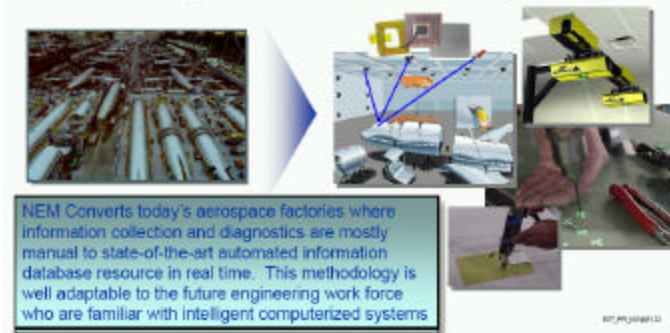 NEM Converts today's aerospace factories where
information collection and diagnostics are mostly
manual to state-of-the-art automated information
database resource in real time. This methodology is
well adaptable to the future engineering work force
who are familiar with intelligent computerized systems